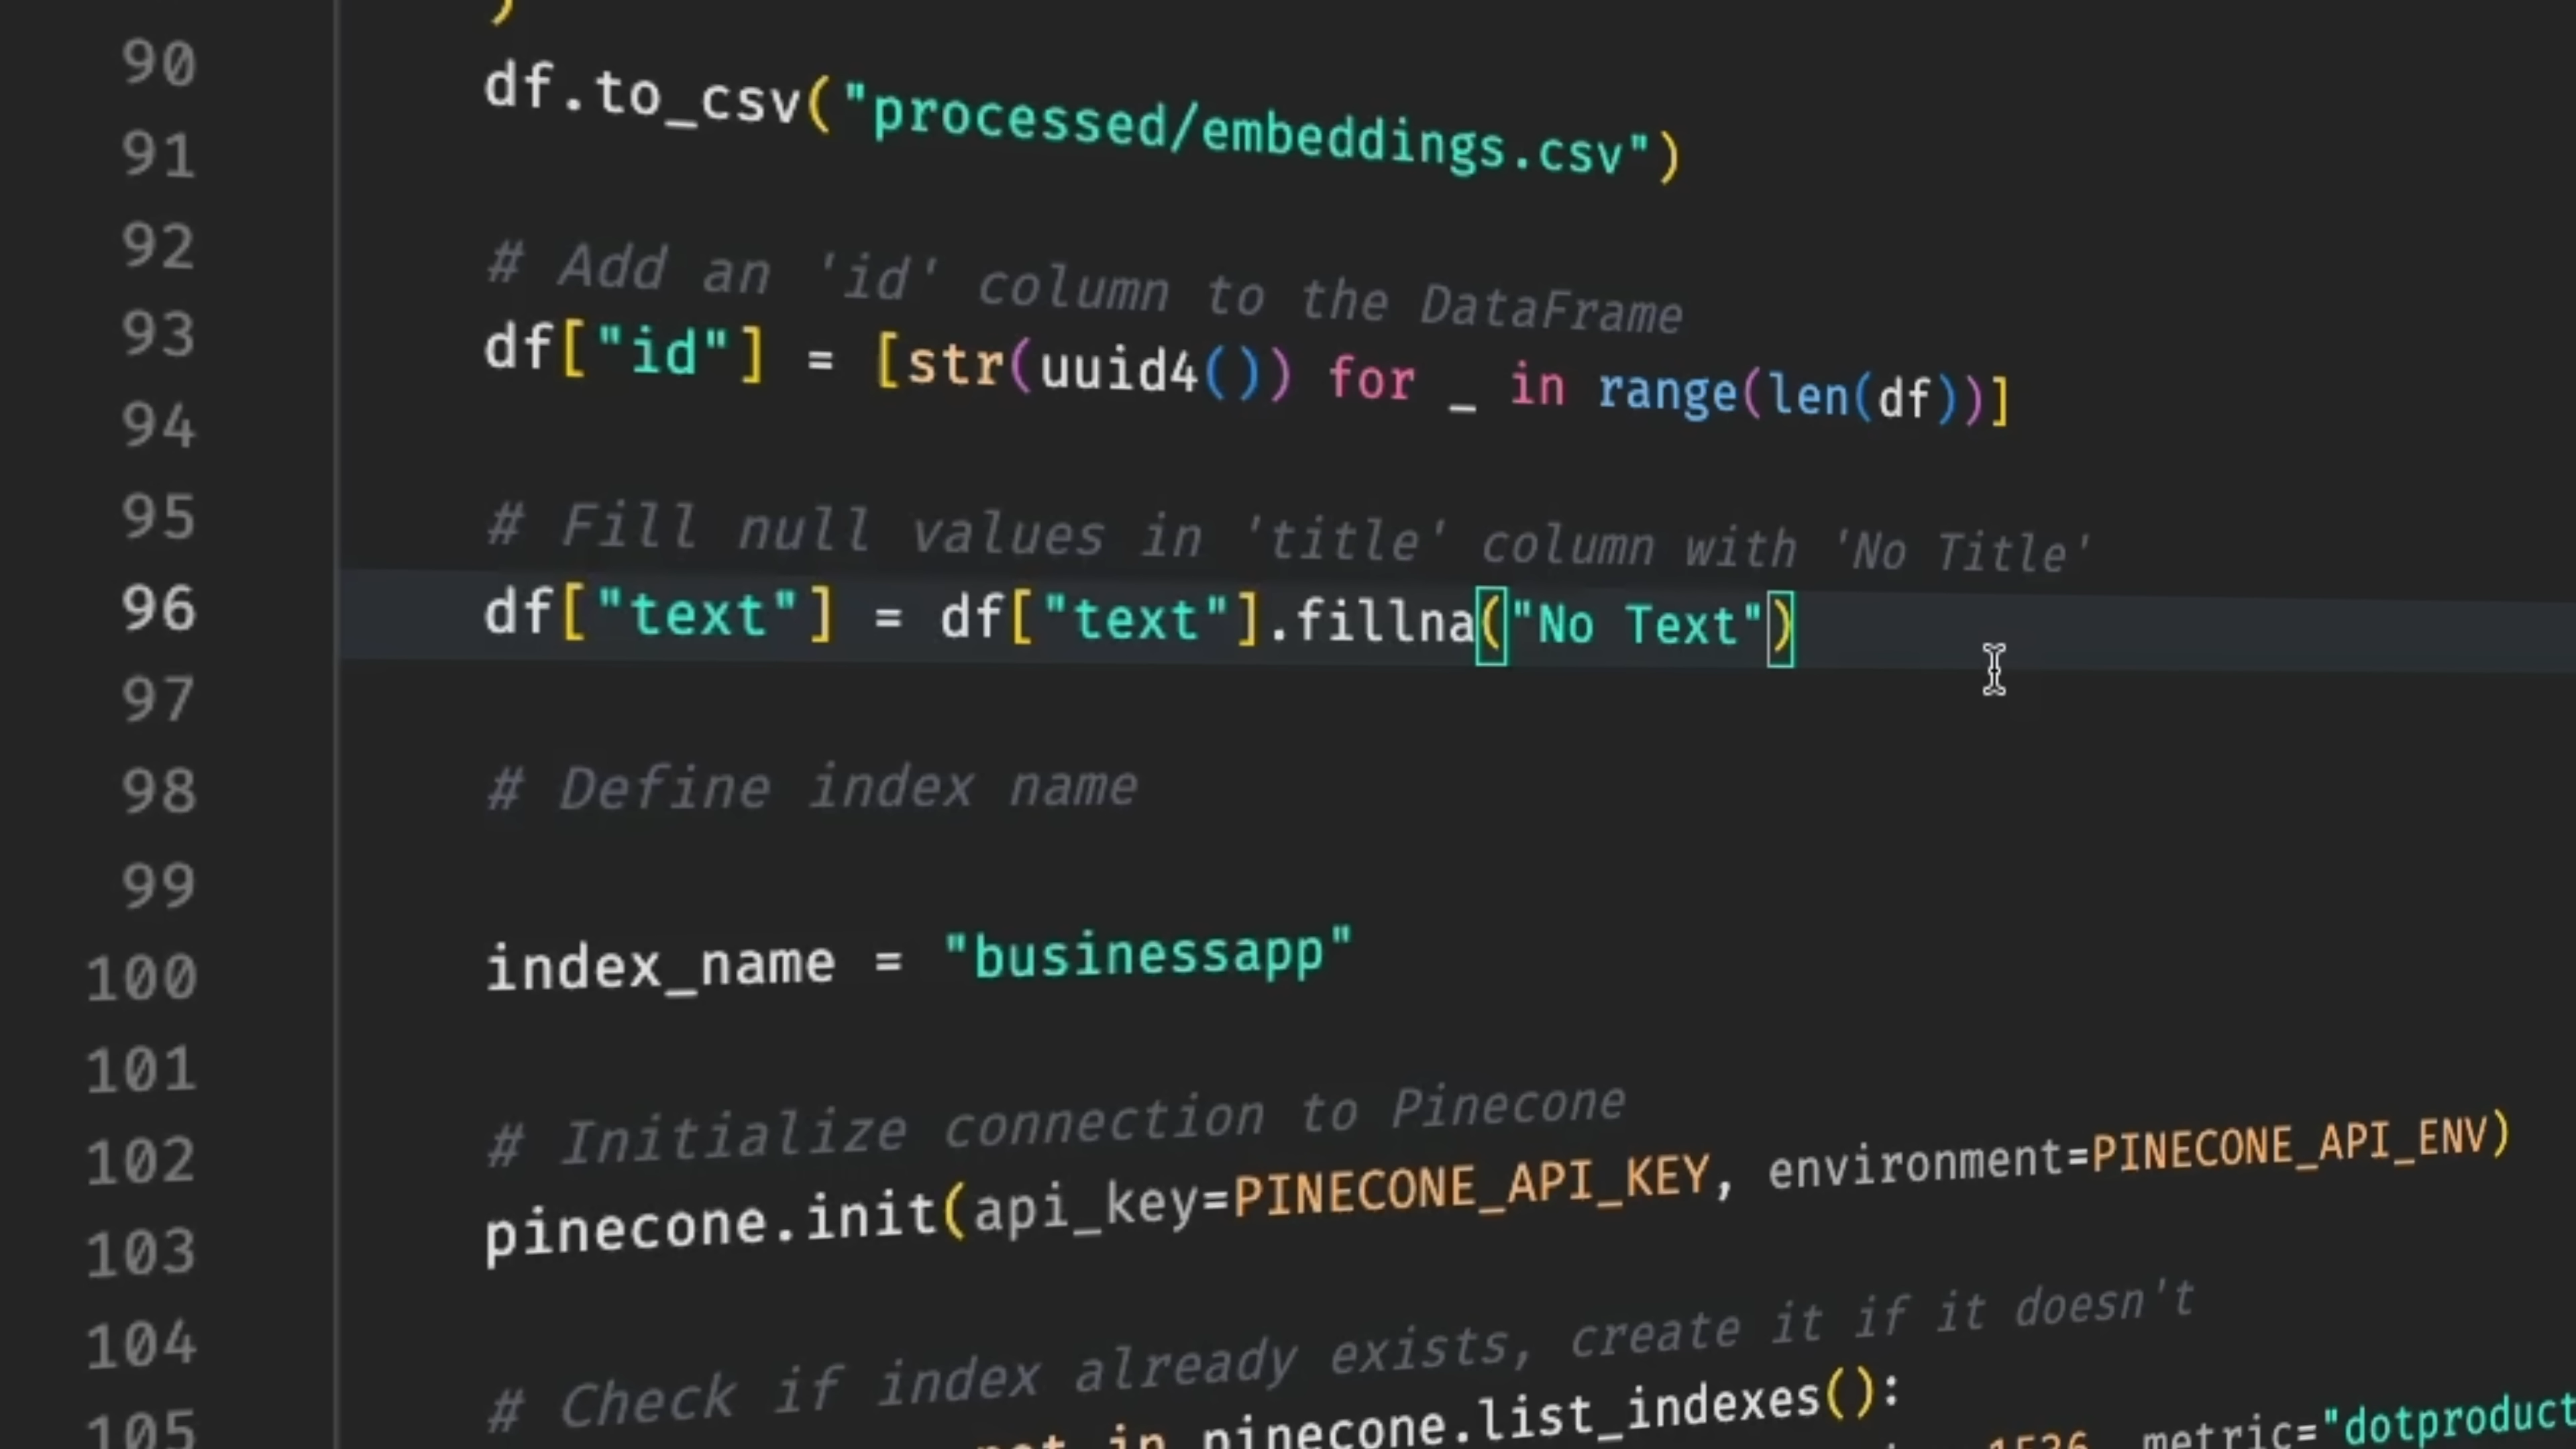 )
90
df.to_csv("processed/embeddings.csv")
91
92
# Add an 'id' column to the DataFrame
93
df["id"] = [str(uuid4()) for _ in range(len(df))]
94
95
# Fill null values in 'title' column with 'No Title'
96
df["text"] = df["text"].fillna("No Text")
97
98
# Define index name
99
100
index_name = "businessapp"
101
102
# Initialize connection to Pinecone
103
pinecone.init(api_key=PINECONE_API_KEY, environment=PINECONE_API_ENV)
104
# Check if index already exists, create it if it doesn't
105
not in pinecone.list_indexes():
1536, metric="dotproduct